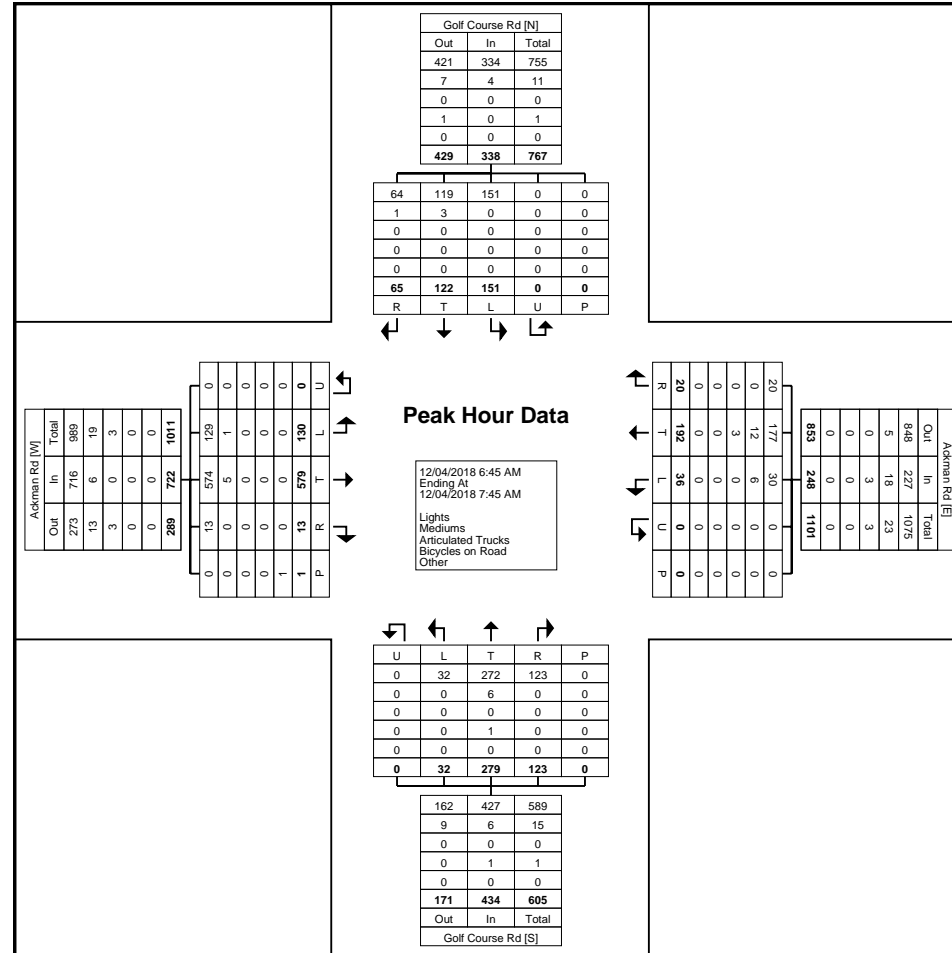 Golf Course Rd [N]
Out In Total
421 334 755
7 4 11
0 0 0
1 0 1
0 0 0
429 338 767
64 119 151 0 0
1 3 0 0 0
0 0 0 0 0
0 0 0 0 0
0 0 0 0 0
65 122 151 0 0
R T L U P
Ackman Rd [W]
Total 989 19 3 0 0 1011
In 716 6 0 0 0 722
Out 273 13 3 0 0 289
0 0 0 0 0 0 U
129 1 0 0 0 130 L
574 5 0 0 0 579 T
13 0 0 0 0 13 R
0 0 0 0 1 1 P
Peak Hour Data
12/04/2018 6:45 AM
Ending At
12/04/2018 7:45 AM
Lights
Mediums
Articulated Trucks
Bicycles on Road
Other
R 20 0 0 0 0 20
T 192 0 0 3 12 177
L 36 0 0 0 6 30
U 0 0 0 0 0 0
P 0 0 0 0 0 0
Ackman Rd [E]
853 0 0 0 5 848 Out
248 0 0 3 18 227 In
1101 0 0 3 23 1075 Total
U L T R P
0 32 272 123 0
0 0 6 0 0
0 0 0 0 0
0 0 1 0 0
0 0 0 0 0
0 32 279 123 0
162 427 589
9 6 15
0 0 0
0 1 1
0 0 0
171 434 605
Out In Total
Golf Course Rd [S]